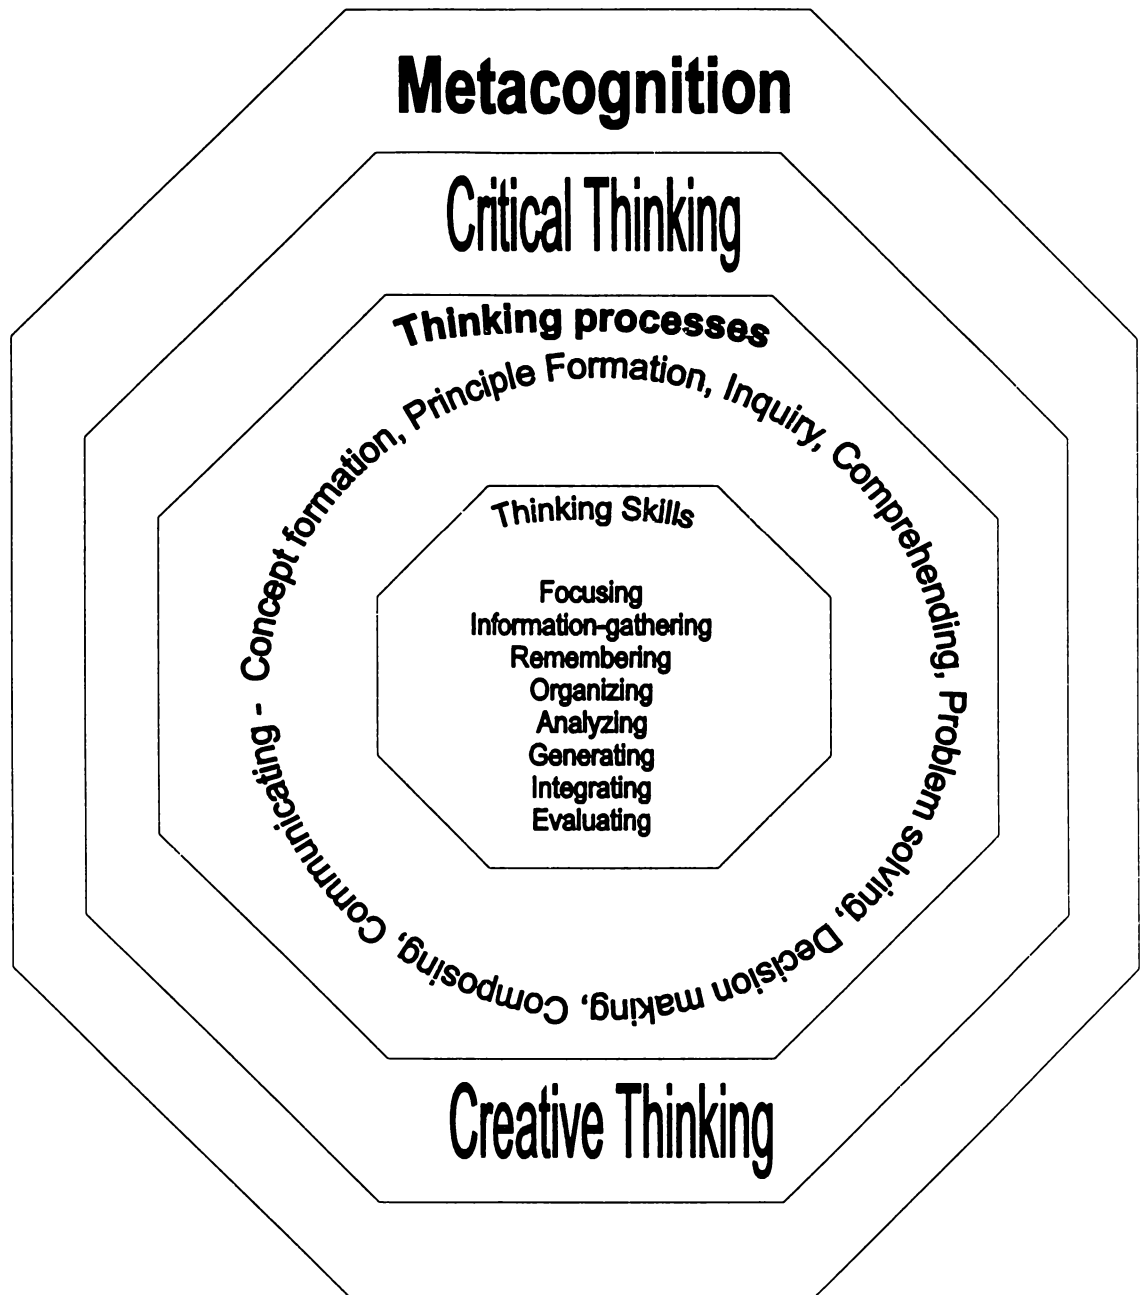 Metacognition
Critical Thinking
Thinking processes
Concept formation, Principle Formation, Inquiry, Comprehending, Problem solving, Decision making, Composing, Communicating -
Thinking Skills
Focusing
Information-gathering
Remembering
Organizing
Analyzing
Generating
Integrating
Evaluating
Creative Thinking